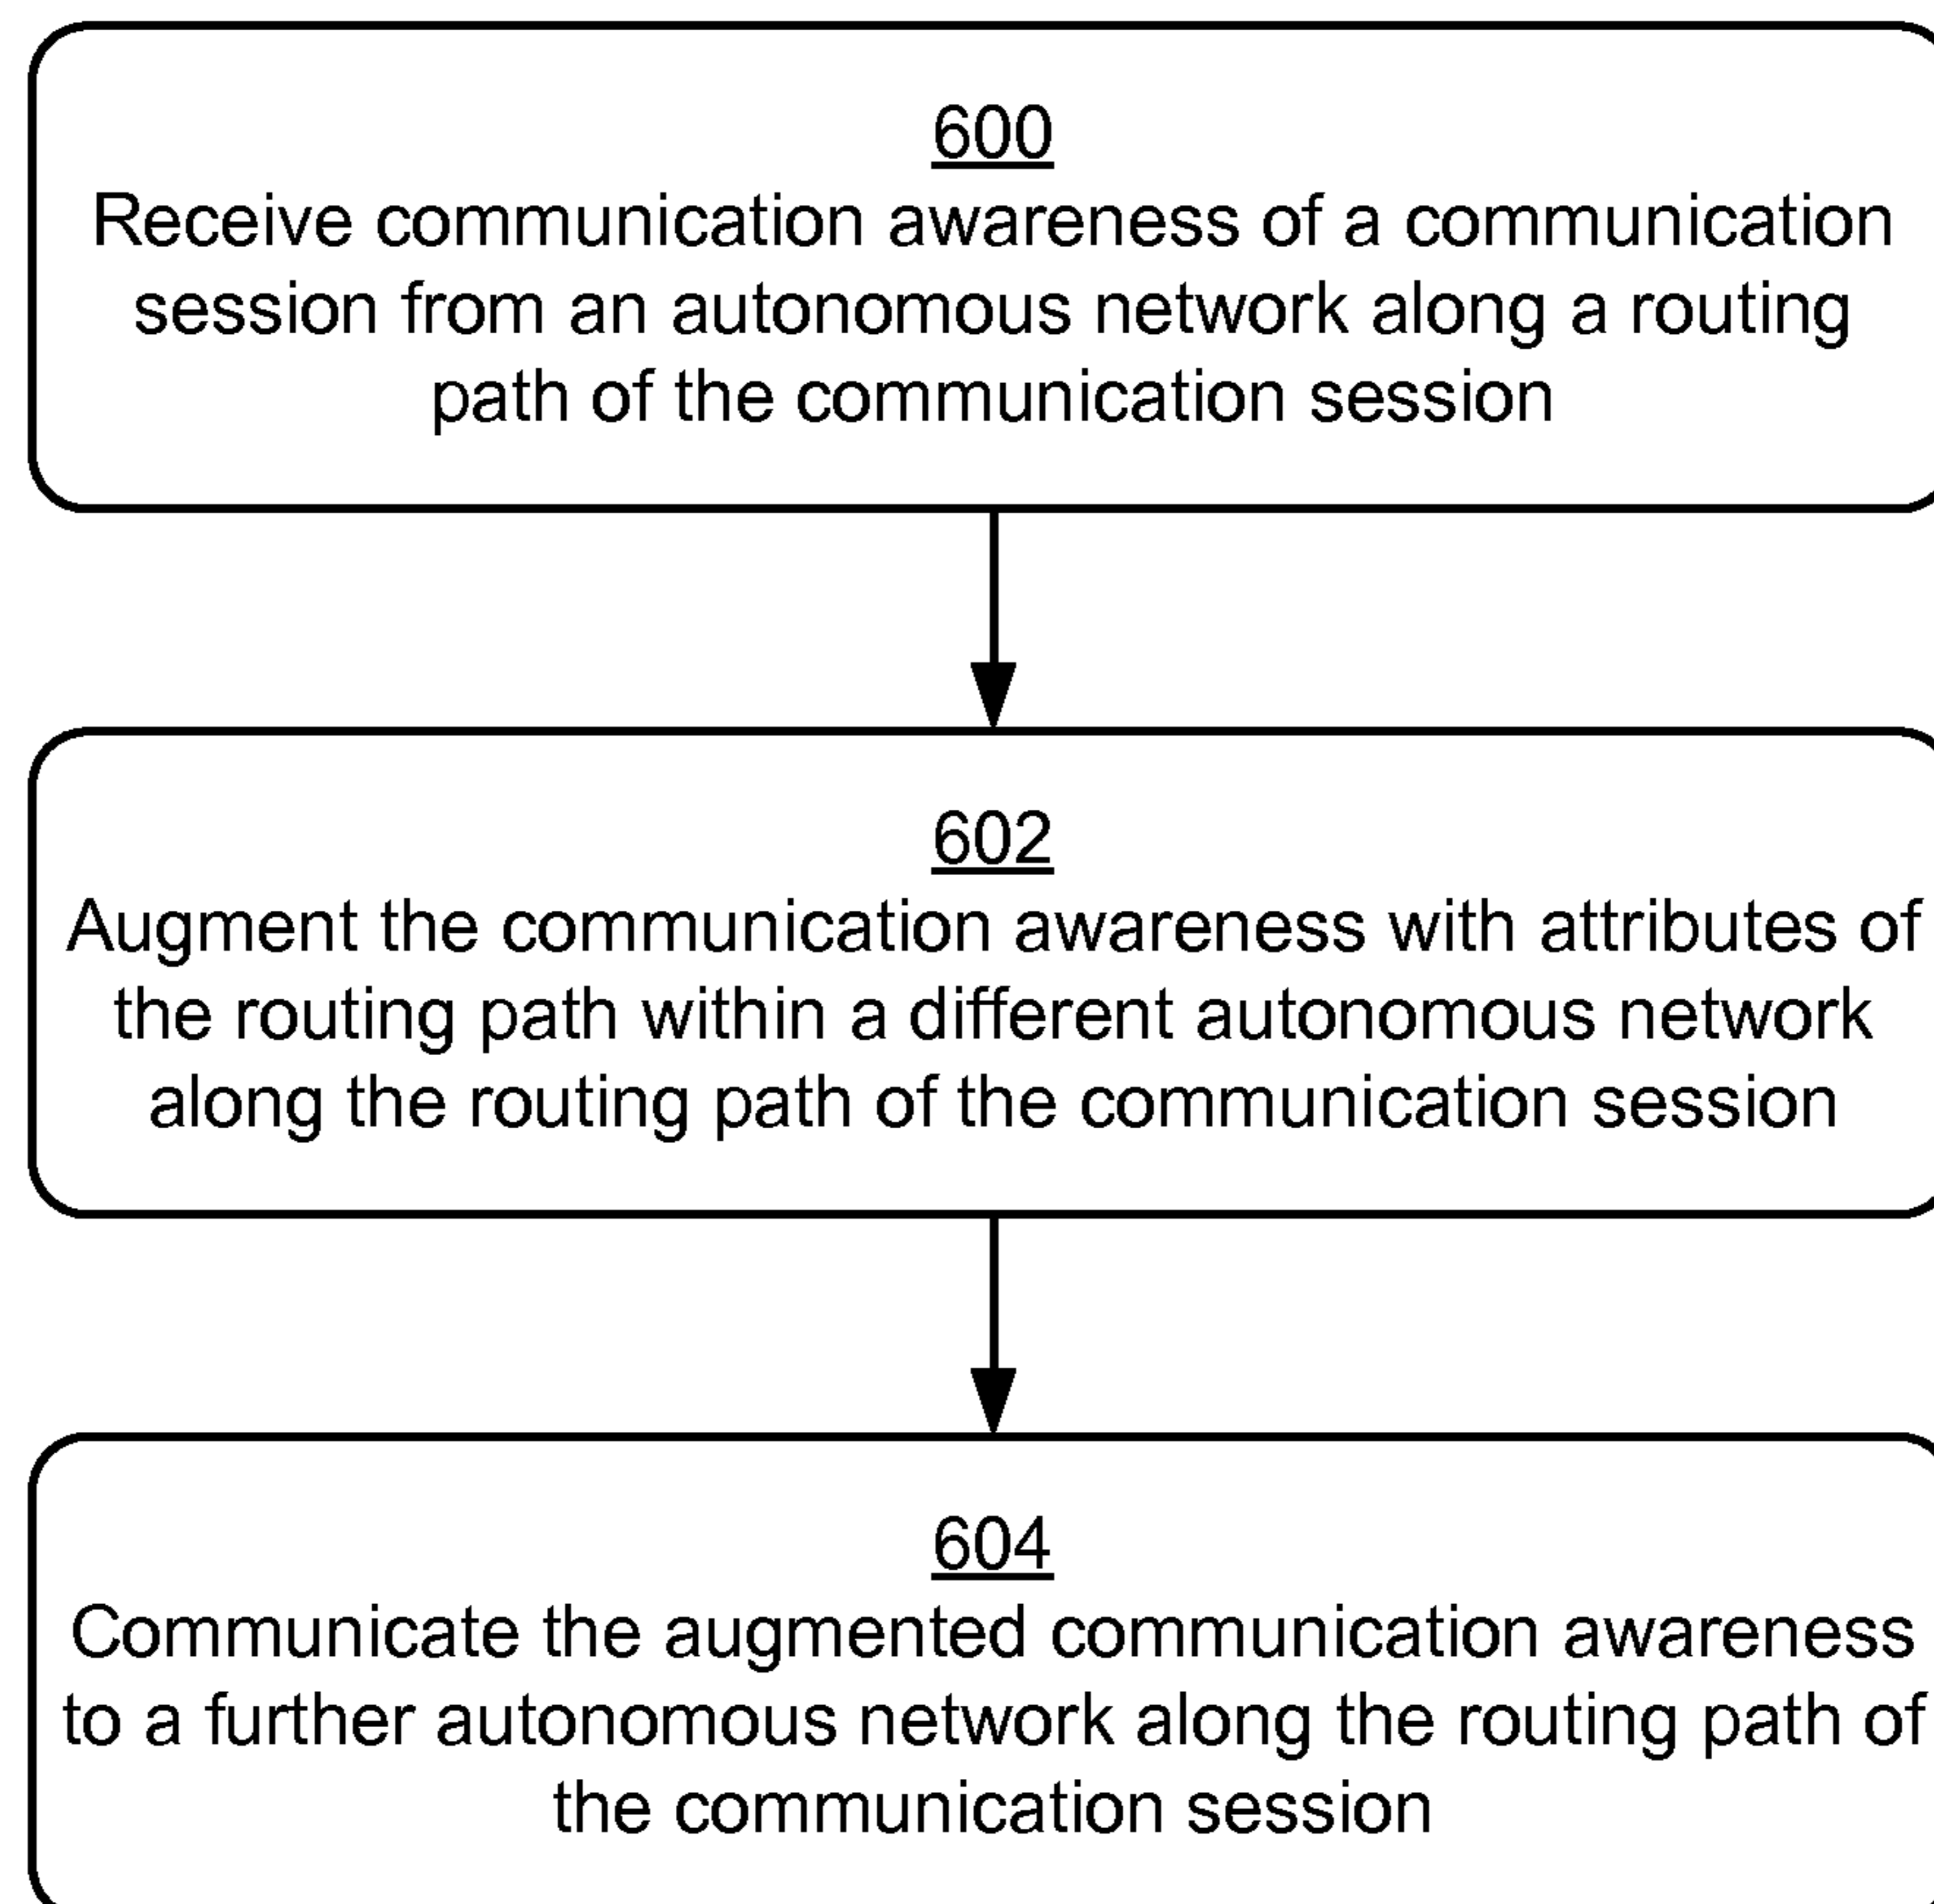 600
Receive communication awareness of a communication
session from an autonomous network along a routing
path of the communication session
602
Augment the communication awareness with attributes of
the routing path within a different autonomous network
along the routing path of the communication session
604
Communicate the augmented communication awareness
to a further autonomous network along the routing path of
the communication session